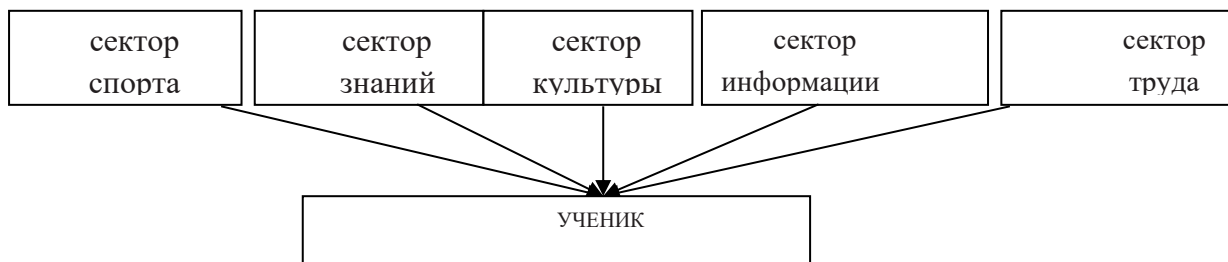 сектор
спорта
сектор
знаний
сектор
культуры
сектор
информации
сектор
труда
УЧЕНИК